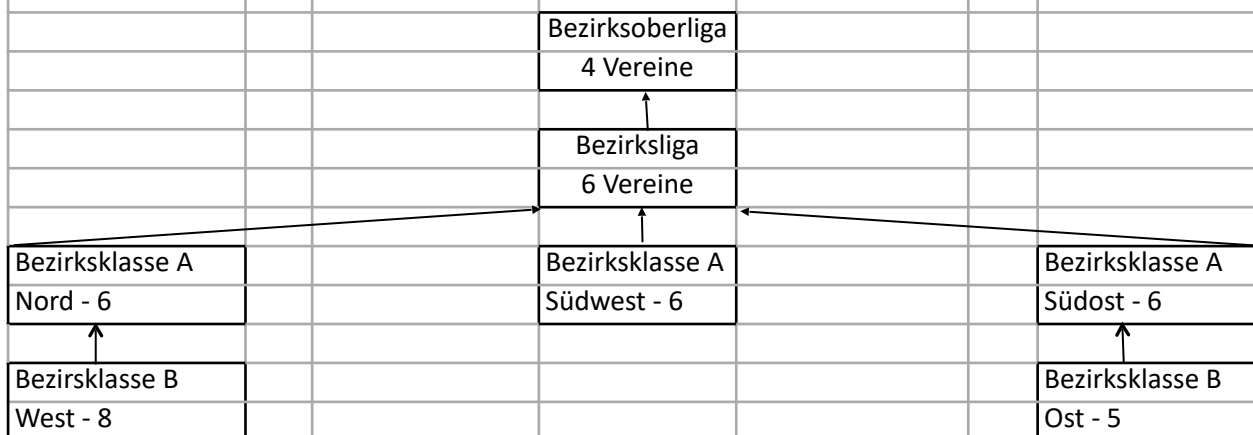 Bezirksoberliga
4 Vereine
Bezirksliga
6 Vereine
Bezirksklasse A
Nord - 6
Bezirksklasse A
Südwest - 6
Bezirksklasse A
Südost - 6
Bezirsklasse B
West - 8
Bezirksklasse B
Ost - 5